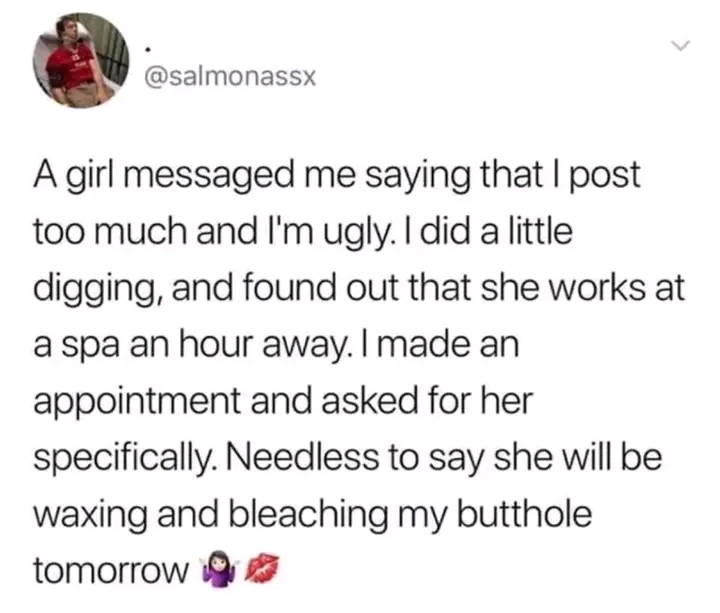 .
@salmonassx
A girl messaged me saying that I post
too much and I'm ugly. I did a little
digging, and found out that she works at
a spa an hour away. I made an
appointment and asked for her
specifically. Needless to say she will be
waxing and bleaching my butthole
tomorrow 🤷🏻‍♀️💋